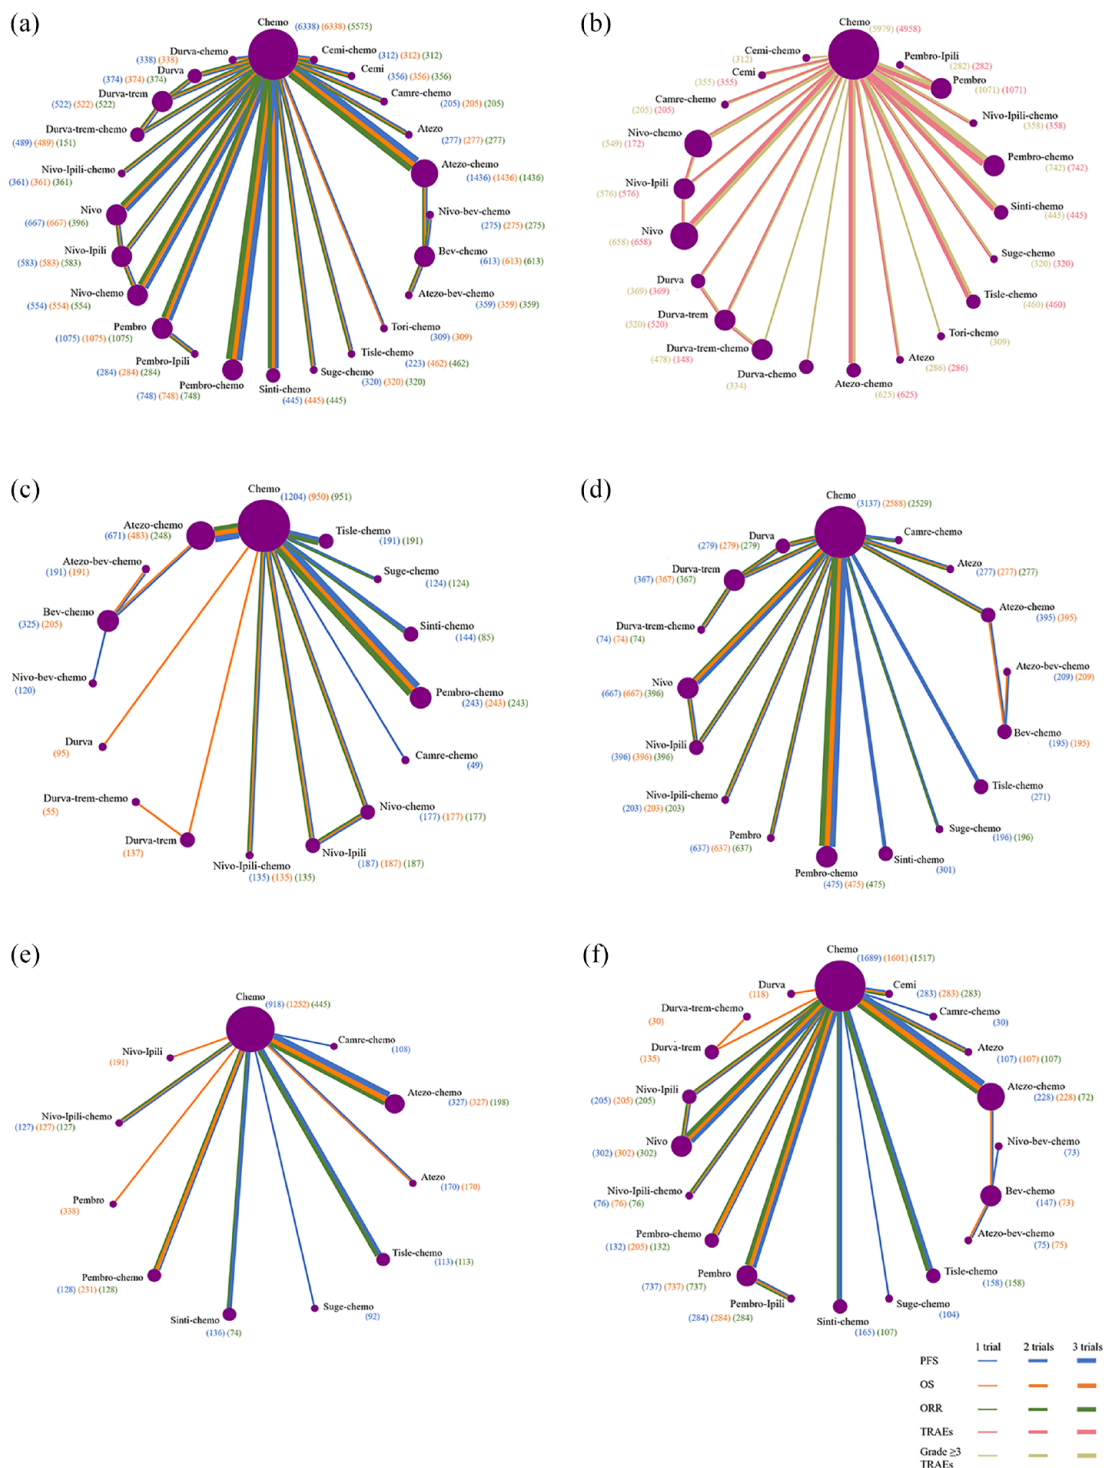 (a)
Chemo (6338) (6338) (5575)
Durva-chemo
(338) (338)
Cemi-chemo
(312) (312) (312)
Durva
(374) (374) (374)
Cemi
(356) (356) (356)
Durva-trem
(522) (522) (522)
Camre-chemo
(205) (205) (205)
Durva-trem-chemo
(489) (489) (151)
Atezo
(277) (277) (277)
Nivo-Ipili-chemo
(361) (361) (361)
Atezo-chemo
(1436) (1436) (1436)
Nivo
(667) (667) (396)
Nivo-bev-chemo
(275) (275) (275)
Nivo-Ipili
(583) (583) (583)
Bev-chemo
(613) (613) (613)
Nivo-chemo
(554) (554) (554)
Atezo-bev-chemo
(359) (359) (359)
Pembro
(1075) (1075) (1075)
Tori-chemo
(309) (309)
Pembro-Ipili
(284) (284) (284)
Tisle-chemo
(223) (462) (462)
Pembro-chemo
(748) (748) (748)
Suge-chemo
(320) (320) (320)
Sinti-chemo
(445) (445) (445)
(b)
Chemo
(5979) (4958)
Cemi-chemo
(312)
Pembro-Ipili
(282) (282)
Cemi
(355) (355)
Pembro
(1071) (1071)
Camre-chemo
(205) (205)
Nivo-Ipili-chemo
(358) (358)
Nivo-chemo
(549) (172)
Pembro-chemo
(742) (742)
Nivo-Ipili
(576) (576)
Sinti-chemo
(445) (445)
Nivo
(658) (658)
Suge-chemo
(320) (320)
Durva
(369) (369)
Tisle-chemo
(460) (460)
Durva-trem
(520) (520)
Tori-chemo
(309)
Durva-trem-chemo
(478) (148)
Atezo
(286) (286)
Durva-chemo
(334)
Atezo-chemo
(625) (625)
(c)
Chemo
(1204) (950) (951)
Atezo-chemo
(671) (483) (248)
Tisle-chemo
(191) (191)
Atezo-bev-chemo
(191) (191)
Suge-chemo
(124) (124)
Bev-chemo
(325) (205)
Sinti-chemo
(144) (85)
Nivo-bev-chemo
(120)
Pembro-chemo
(243) (243) (243)
Durva
(95)
Camre-chemo
(49)
Durva-trem-chemo
(55)
Nivo-chemo
(177) (177) (177)
Durva-trem
(137)
Nivo-Ipili
(187) (187) (187)
Nivo-Ipili-chemo
(135) (135) (135)
(d)
Chemo
(3137) (2588) (2529)
Durva
(279) (279) (279)
Camre-chemo
Durva-trem
(367) (367) (367)
Atezo
(277) (277) (277)
Durva-trem-chemo
(74) (74) (74)
Atezo-chemo
(395) (395)
Nivo
(667) (667) (396)
Atezo-bev-chemo
(209) (209)
Nivo-Ipili
(396) (396) (396)
Bev-chemo
(195) (195)
Nivo-Ipili-chemo
(203) (203) (203)
Tisle-chemo
(271)
Pembro
(637) (637) (637)
Suge-chemo
(196) (196)
Pembro-chemo
(475) (475) (475)
Sinti-chemo
(301)
(e)
Chemo
(918) (1252) (445)
Nivo-Ipili
(191)
Camre-chemo
(108)
Nivo-Ipili-chemo
(127) (127) (127)
Atezo-chemo
(327) (327) (198)
Pembro
(338)
Atezo
(170) (170)
Pembro-chemo
(128) (231) (128)
Tisle-chemo
(113) (113)
Sinti-chemo
(136) (74)
Suge-chemo
(92)
(f)
Chemo
(1689) (1601) (1517)
Durva
(118)
Cemi
(283) (283) (283)
Durva-trem-chemo
(30)
Camre-chemo
(30)
Durva-trem
(135)
Atezo
(107) (107) (107)
Nivo-Ipili
(205) (205) (205)
Atezo-chemo
(228) (228) (72)
Nivo
(302) (302) (302)
Nivo-bev-chemo
(73)
Nivo-Ipili-chemo
(76) (76) (76)
Bev-chemo
(147) (73)
Pembro-chemo
(132) (205) (132)
Atezo-bev-chemo
(75) (75)
Pembro
(737) (737) (737)
Tisle-chemo
(158) (158)
Pembro-Ipili
(284) (284) (284)
Suge-chemo
(104)
Sinti-chemo
(165) (107)
1 trial 2 trials 3 trials
PFS
OS
ORR
TRAEs
Grade ≥3
TRAEs